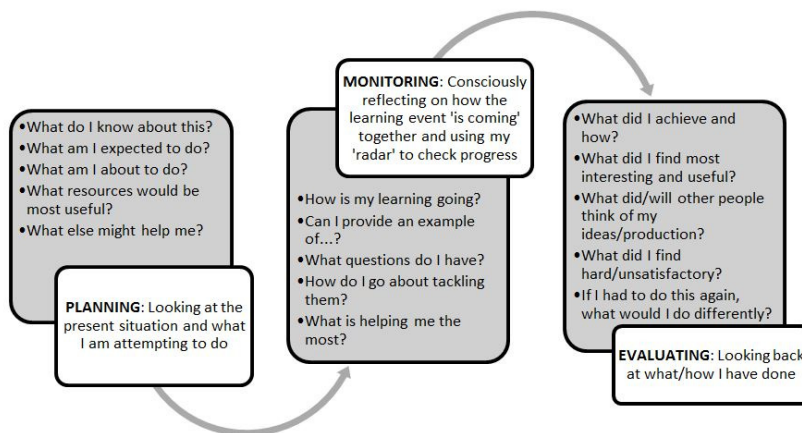 •What do I know about this?
•What am I expected to do?
•What am I about to do?
•What resources would be
most useful?
•What else might help me?
PLANNING: Looking at the
present situation and what
I am attempting to do
MONITORING: Consciously
reflecting on how the
learning event 'is coming'
together and using my
'radar' to check progress
•How is my learning going?
•Can I provide an example
of...?
•What questions do I have?
•How do I go about tackling
them?
•What is helping me the
most?
•What did I achieve and
how?
•What did I find most
interesting and useful?
•What did/will other people
think of my
ideas/production?
•What did I find
hard/unsatisfactory?
•If I had to do this again,
what would I do differently?
EVALUATING: Looking back
at what/how I have done